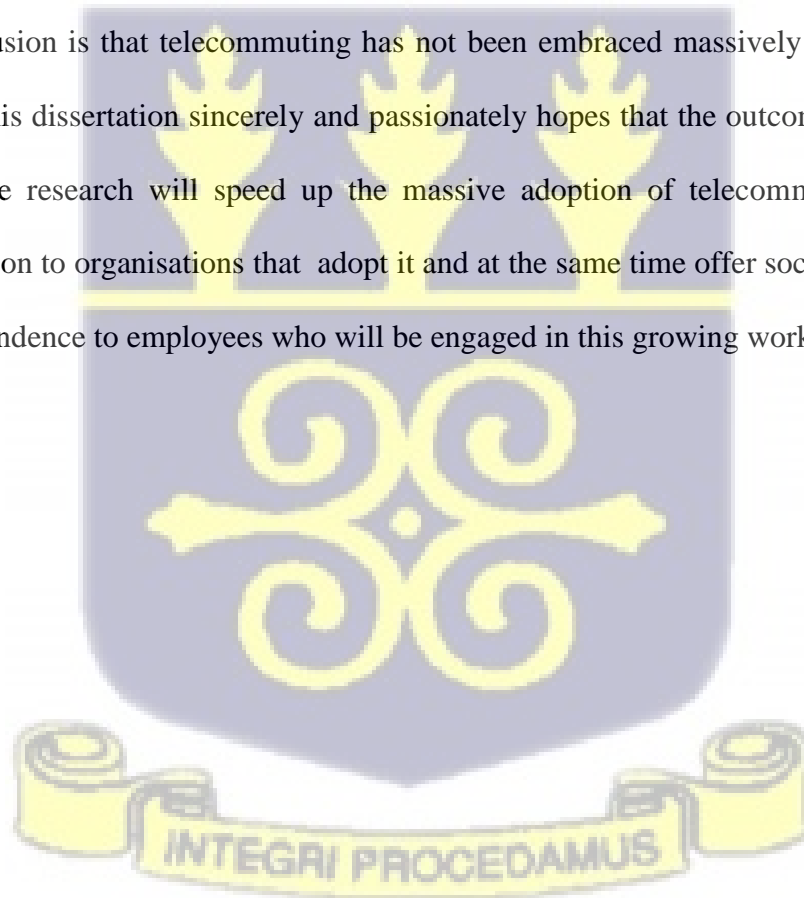 usion is that telecommuting has not been embraced massively
is dissertation sincerely and passionately hopes that the outcor
e research will speed up the massive adoption of telecomm
on to organisations that adopt it and at the same time offer soc
ndence to employees who will be engaged in this growing work
INTEGRI PROCEDAMUS